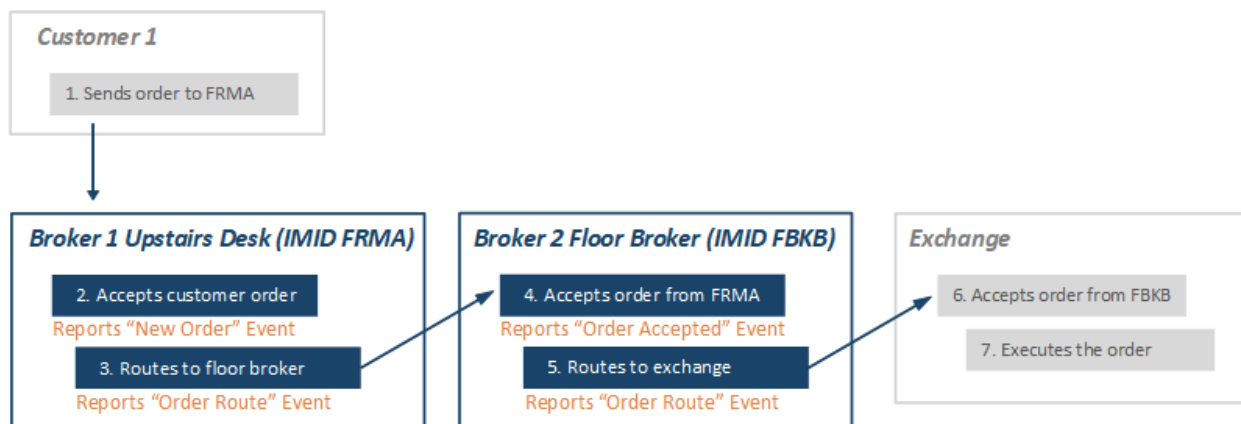 Customer 1
1. Sends order to FRMA
Broker 1 Upstairs Desk (IMID FRMA)
2. Accepts customer order
Reports “New Order” Event
3. Routes to floor broker
Reports “Order Route” Event
Broker 2 Floor Broker (IMID FBKB)
4. Accepts order from FRMA
Reports “Order Accepted” Event
5. Routes to exchange
Reports “Order Route” Event
Exchange
6. Accepts order from FBKB
7. Executes the order